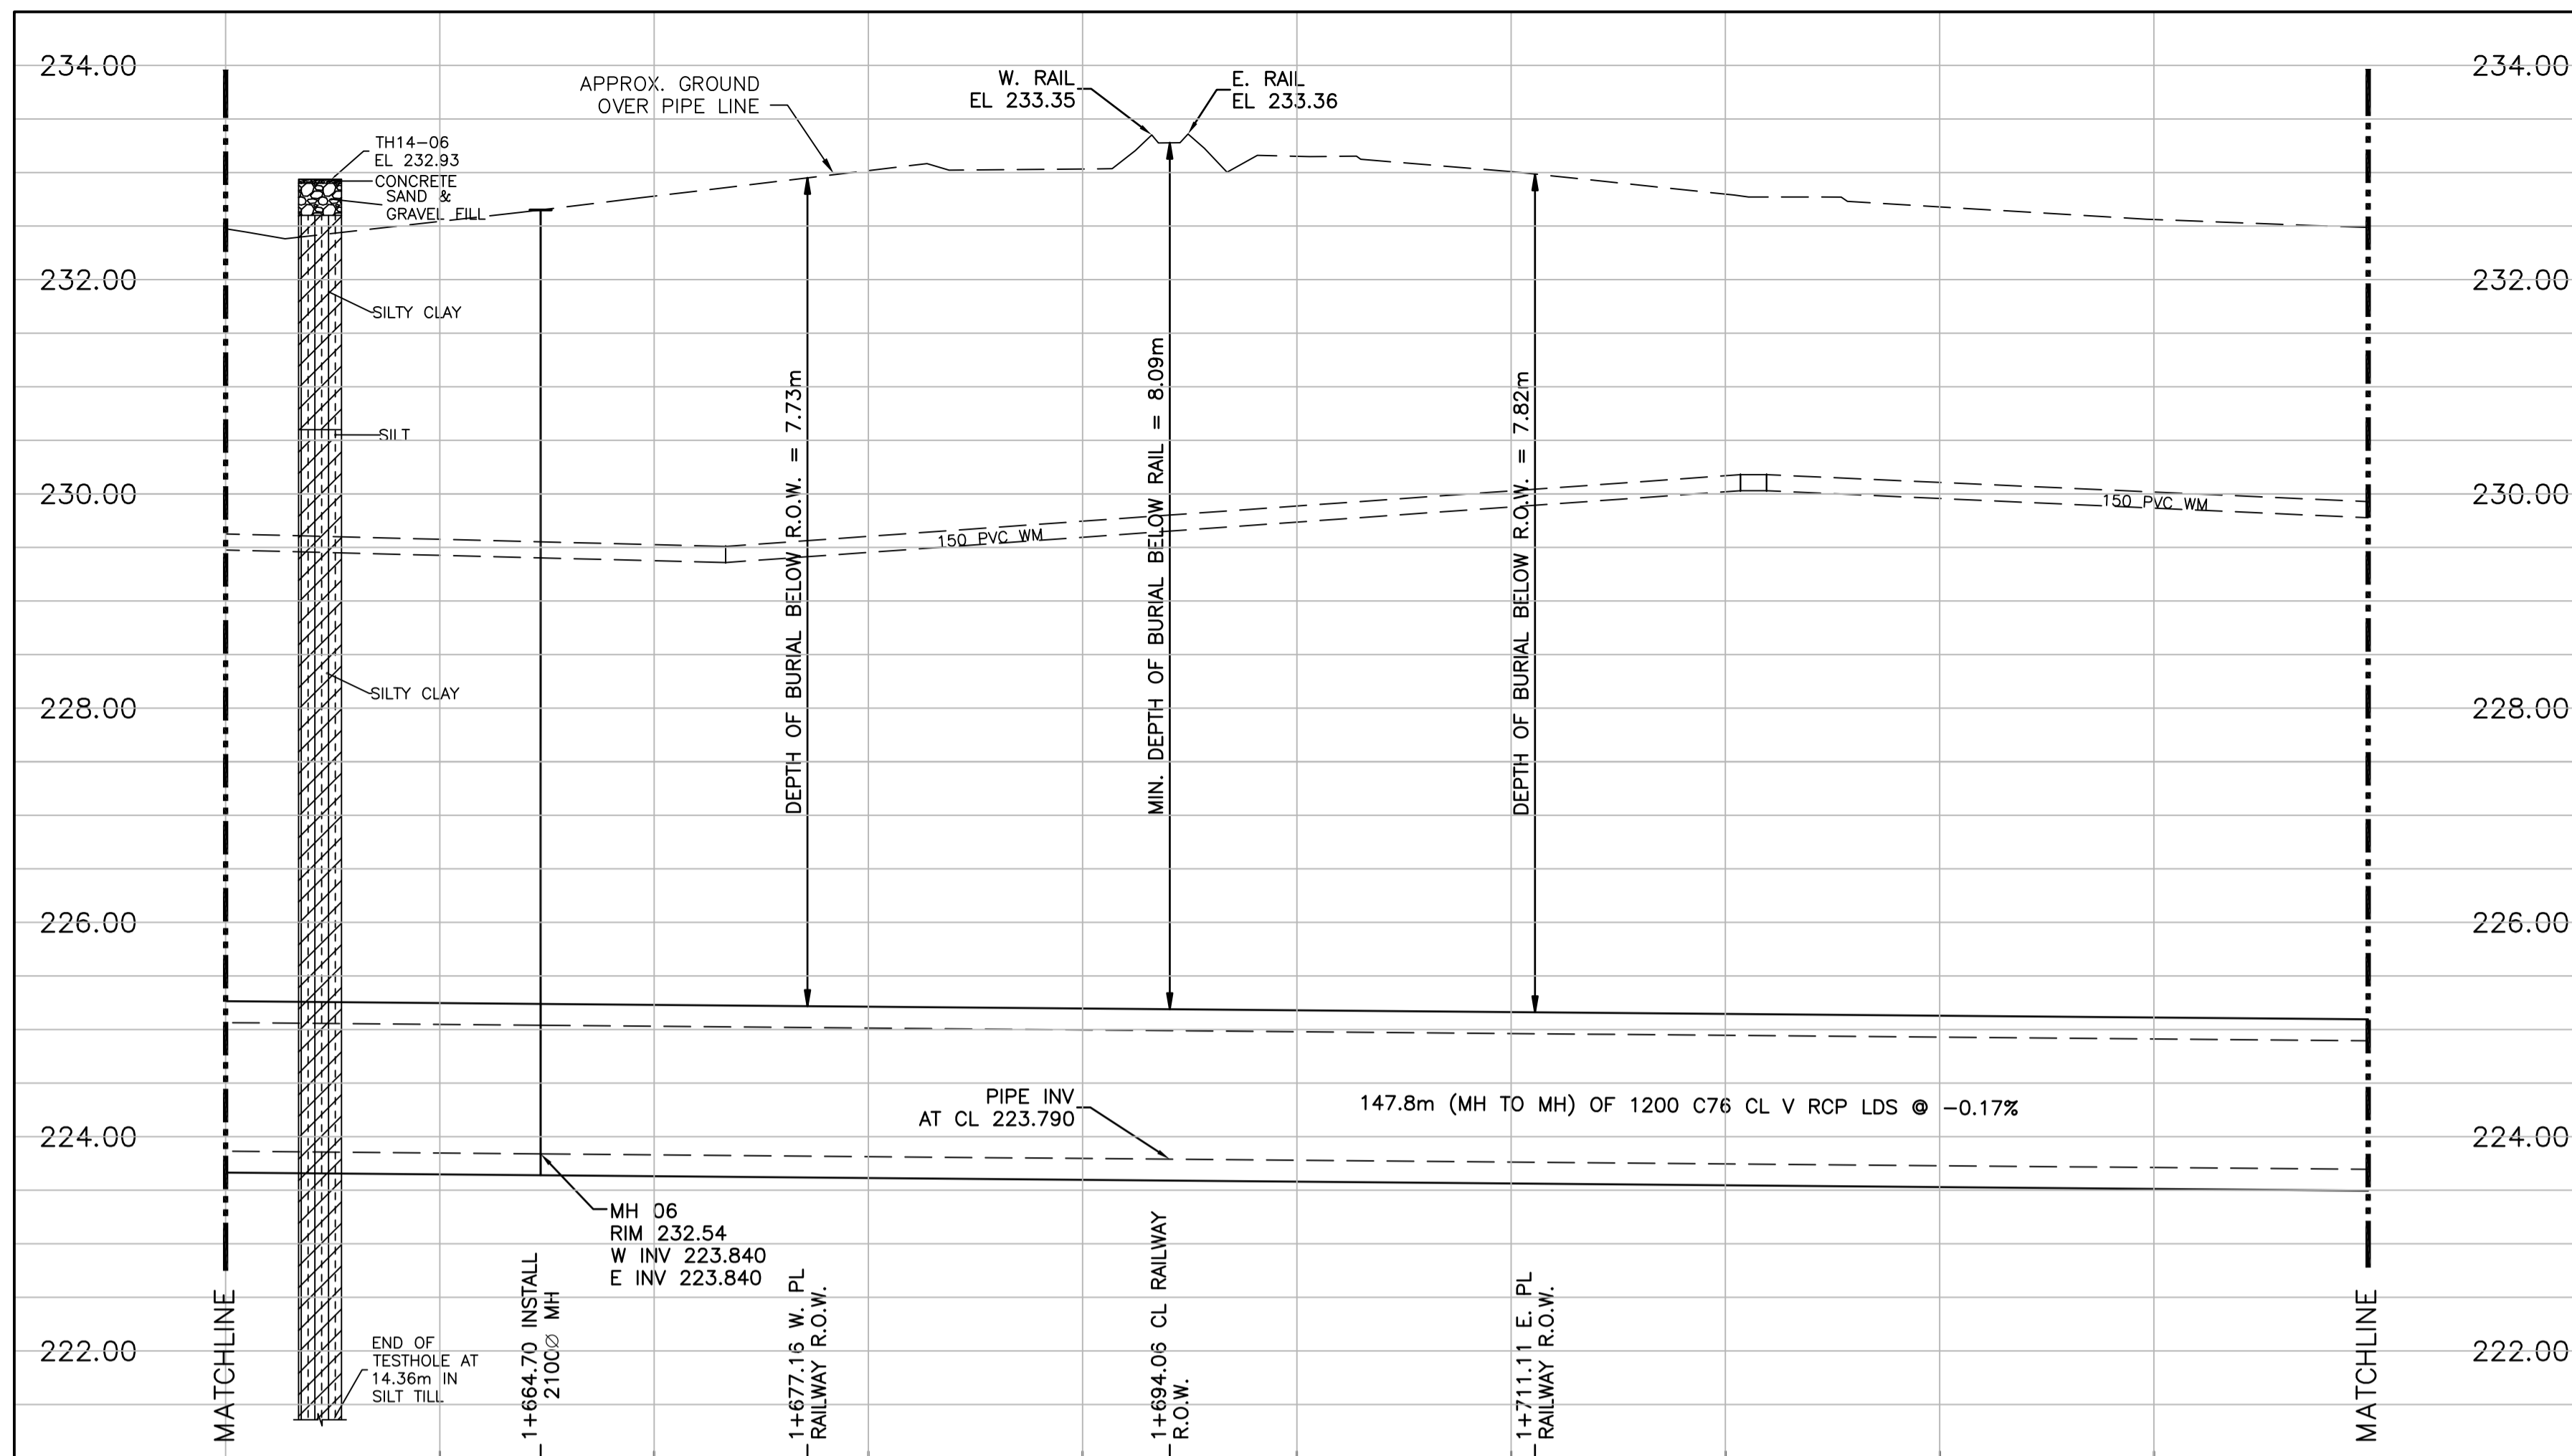 234.00
234.00
APPROX. GROUND
OVER PIPE LINE
W. RAIL
EL 233.35
E. RAIL
EL 233.36
TH14-06
EL 232.93
CONCRETE
SAND &
GRAVEL FILL
232.00
232.00
SILTY CLAY
SILT
230.00
230.00
150 PVC WM
150 PVC WM
DEPTH OF BURIAL BELOW R.O.W. = 7.73m
MIN. DEPTH OF BURIAL BELOW RAIL = 8.09m
DEPTH OF BURIAL BELOW R.O.W. = 7.82m
SILTY CLAY
228.00
228.00
226.00
226.00
PIPE INV
AT CL 223.790
147.8m (MH TO MH) OF 1200 C76 CL V RCP LDS @ -0.17%
224.00
224.00
MH 06
RIM 232.54
W INV 223.840
E INV 223.840
222.00
222.00
MATCHLINE
END OF
TESTHOLE AT
14.36m IN
SILT TILL
1+664.70 INSTALL
2100∅ MH
1+677.16 W. PL
RAILWAY R.O.W.
1+694.06 CL RAILWAY
R.O.W.
1+711.11 E. PL
RAILWAY R.O.W.
MATCHLINE